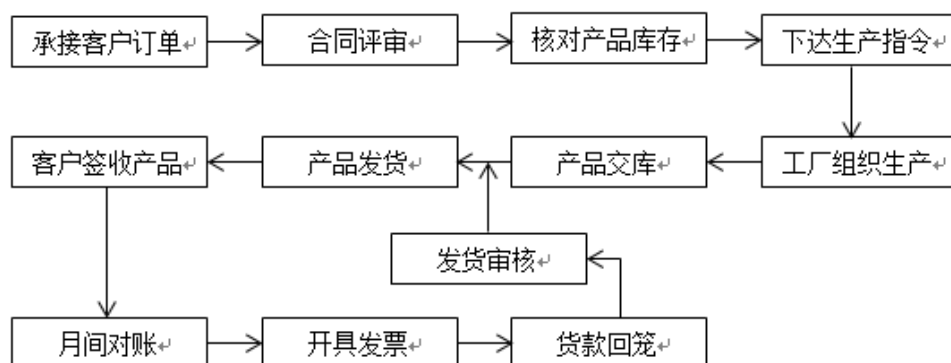 承接客户订单
合同评审
核对产品库存
下达生产指令
客户签收产品
产品发货
产品交库
工厂组织生产
发货审核
月间对账
开具发票
货款回笼